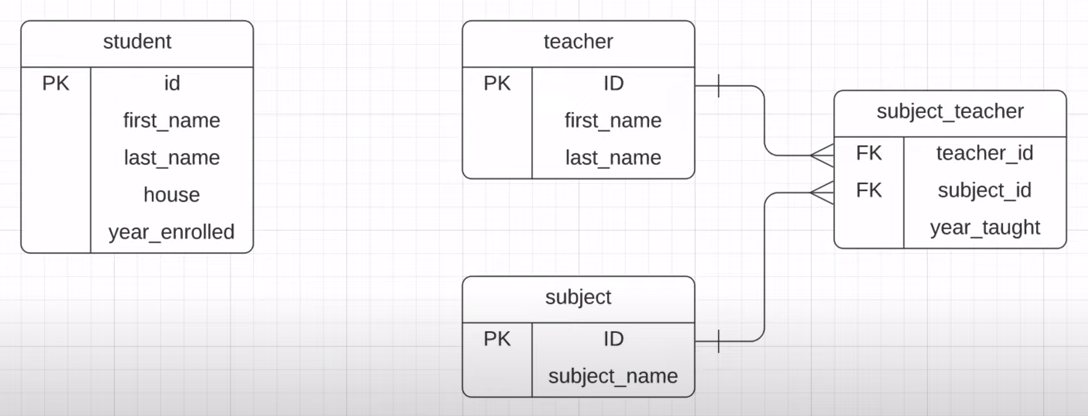 student
PK id
first_name
last_name
house
year_enrolled
teacher
PK ID
first_name
last_name
subject_teacher
FK teacher_id
FK subject_id
year_taught
subject
PK ID
subject_name